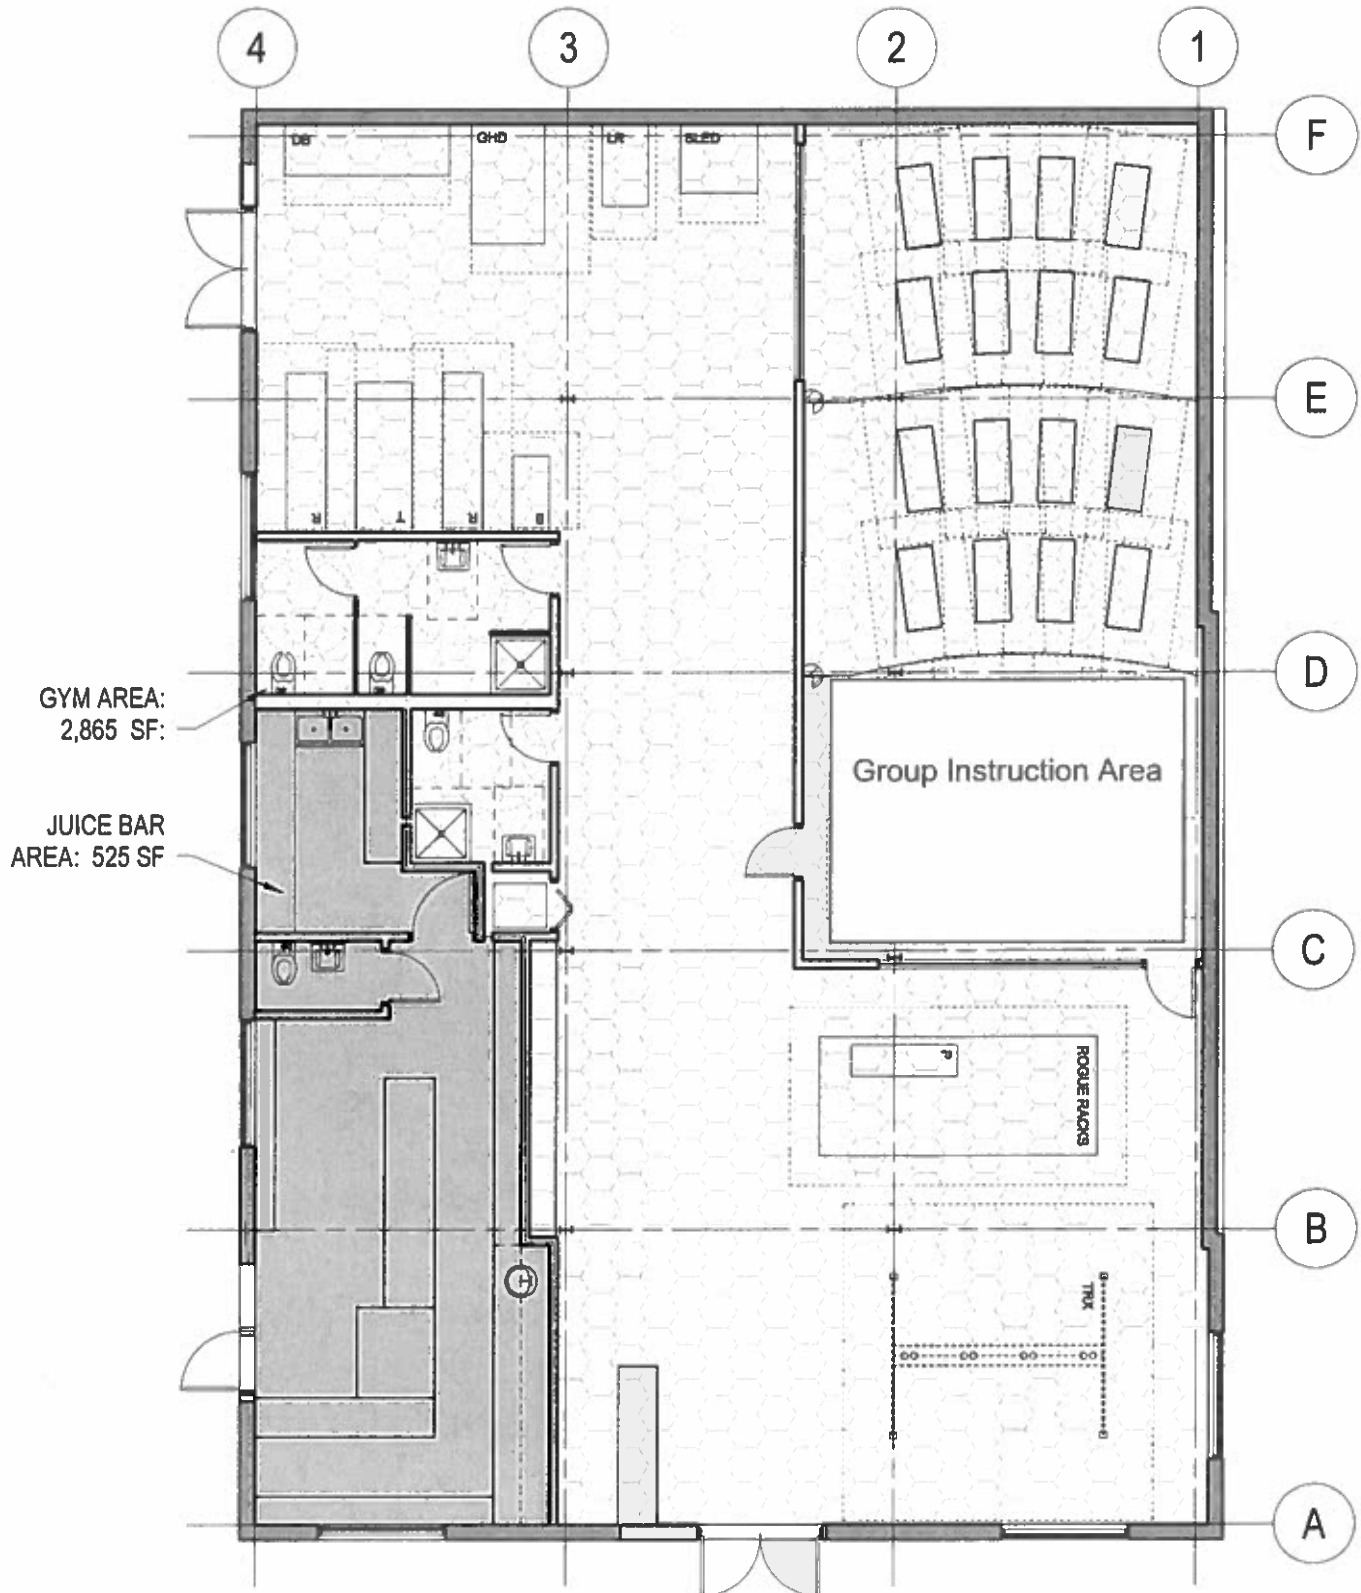 4
3
2
1
F
DB
GHD
LR
SLED
E
R
T
R
B
D
GYM AREA:
2,865 SF:
Group Instruction Area
JUICE BAR
AREA: 525 SF
C
P
ROGUE RACKS
B
TRX
A